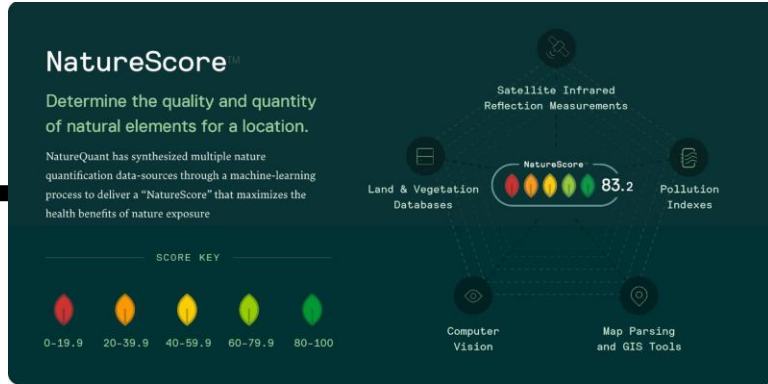 NatureScore™
Determine the quality and quantity
of natural elements for a location.
NatureQuant has synthesized multiple nature
quantification data-sources through a machine-learning
process to deliver a “NatureScore” that maximizes the
health benefits of nature exposure
SCORE KEY
0-19.9
20-39.9
40-59.9
60-79.9
80-100
Satellite Infrared
Reflection Measurements
Land & Vegetation
Databases
NatureScore
83.2
Pollution
Indexes
Computer
Vision
Map Parsing
and GIS Tools